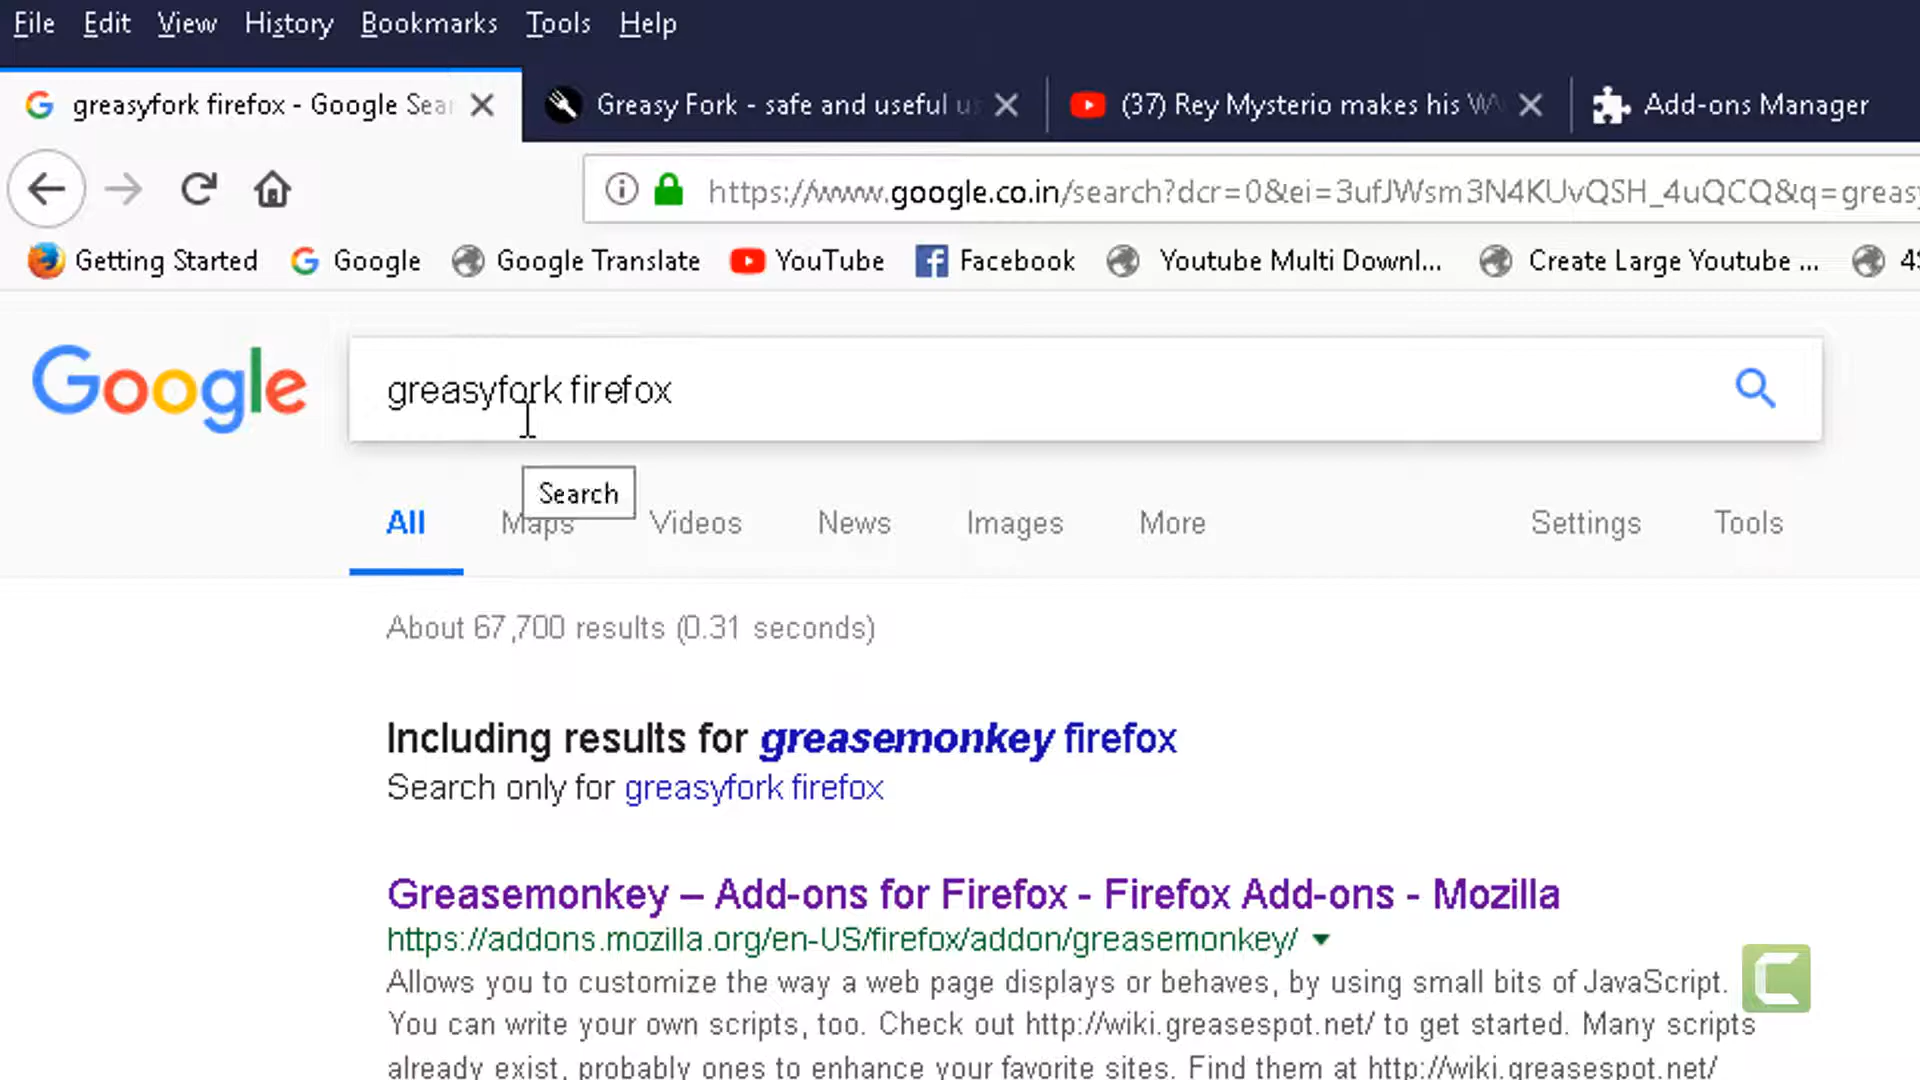 File Edit View History Bookmarks Tools Help
greasyfork firefox - Google Sear
Greasy Fork - safe and useful us
(37) Rey Mysterio makes his WW
Add-ons Manager
https://www.google.co.in/search?dcr=0&ei=3ufJWsm3N4KUvQSH_4uQCQ&q=greasy
Getting Started Google Google Translate YouTube Facebook Youtube Multi Downl... Create Large Youtube ...
Google
greasyfork firefox
Search
All Maps Videos News Images More Settings Tools
About 67,700 results (0.31 seconds)
Including results for greasemonkey firefox
Search only for greasyfork firefox
Greasemonkey – Add-ons for Firefox - Firefox Add-ons - Mozilla
https://addons.mozilla.org/en-US/firefox/addon/greasemonkey/
Allows you to customize the way a web page displays or behaves, by using small bits of JavaScript.
You can write your own scripts, too. Check out http://wiki.greasespot.net/ to get started. Many scripts
already exist, probably ones to enhance your favorite sites. Find them at http://wiki.greasespot.net/